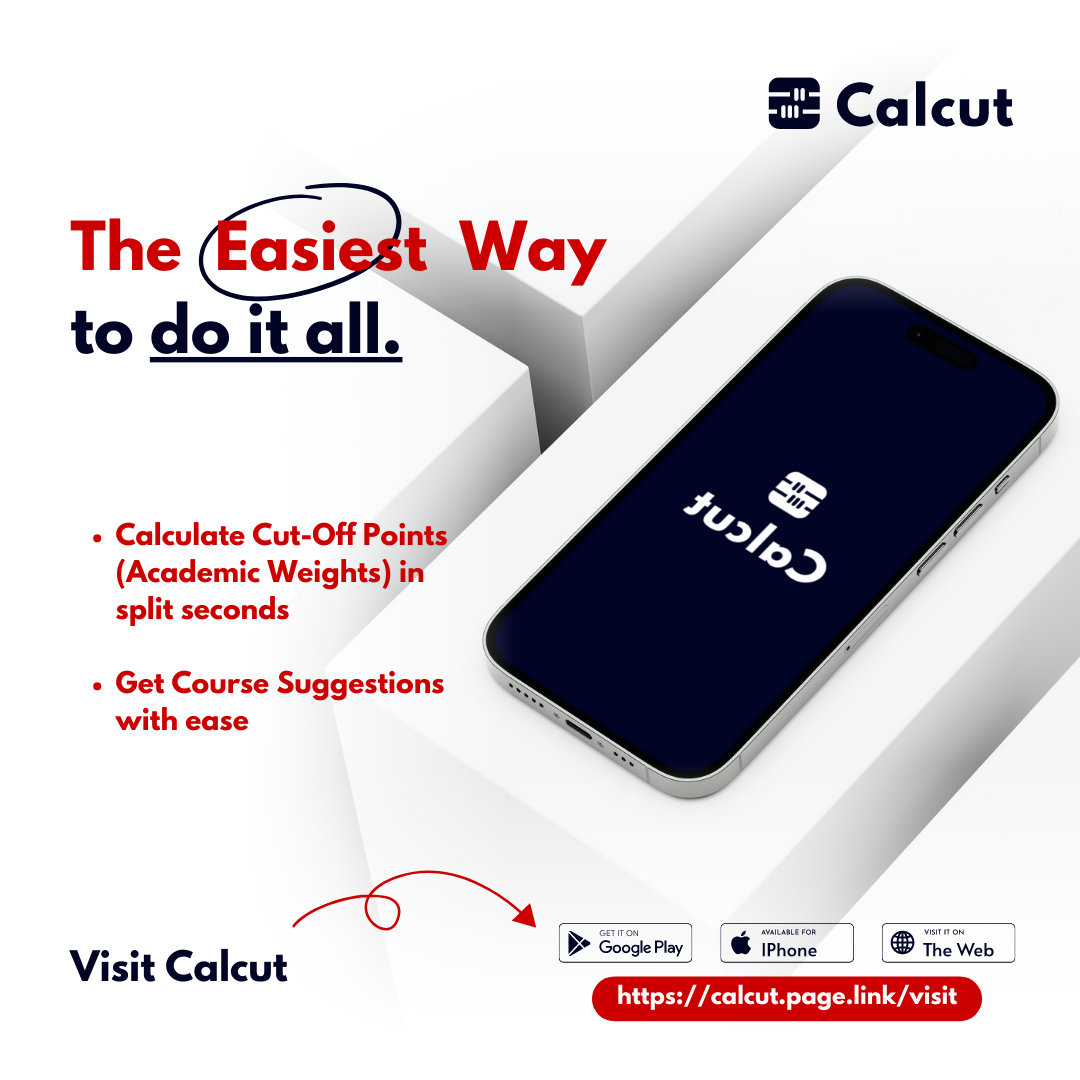 Calcut
The Easiest Way
to do it all.
Calcut
• Calculate Cut-Off Points
(Academic Weights) in
split seconds
• Get Course Suggestions
with ease
Visit Calcut
GET IT ON
Google Play
AVAILABLE FOR
IPhone
VISIT IT ON
The Web
https://calcut.page.link/visit